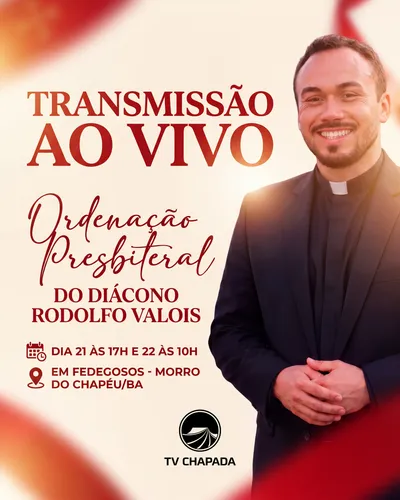 TRANSMISSÃO
AO VIVO
Ordenação
Presbiteral
DO DIÁCONO
RODOLFO VALOIS
DIA 21 ÀS 17H E 22 ÀS 10H
EM FEDEGOSOS - MORRO
DO CHAPÉU/BA
TV CHAPADA